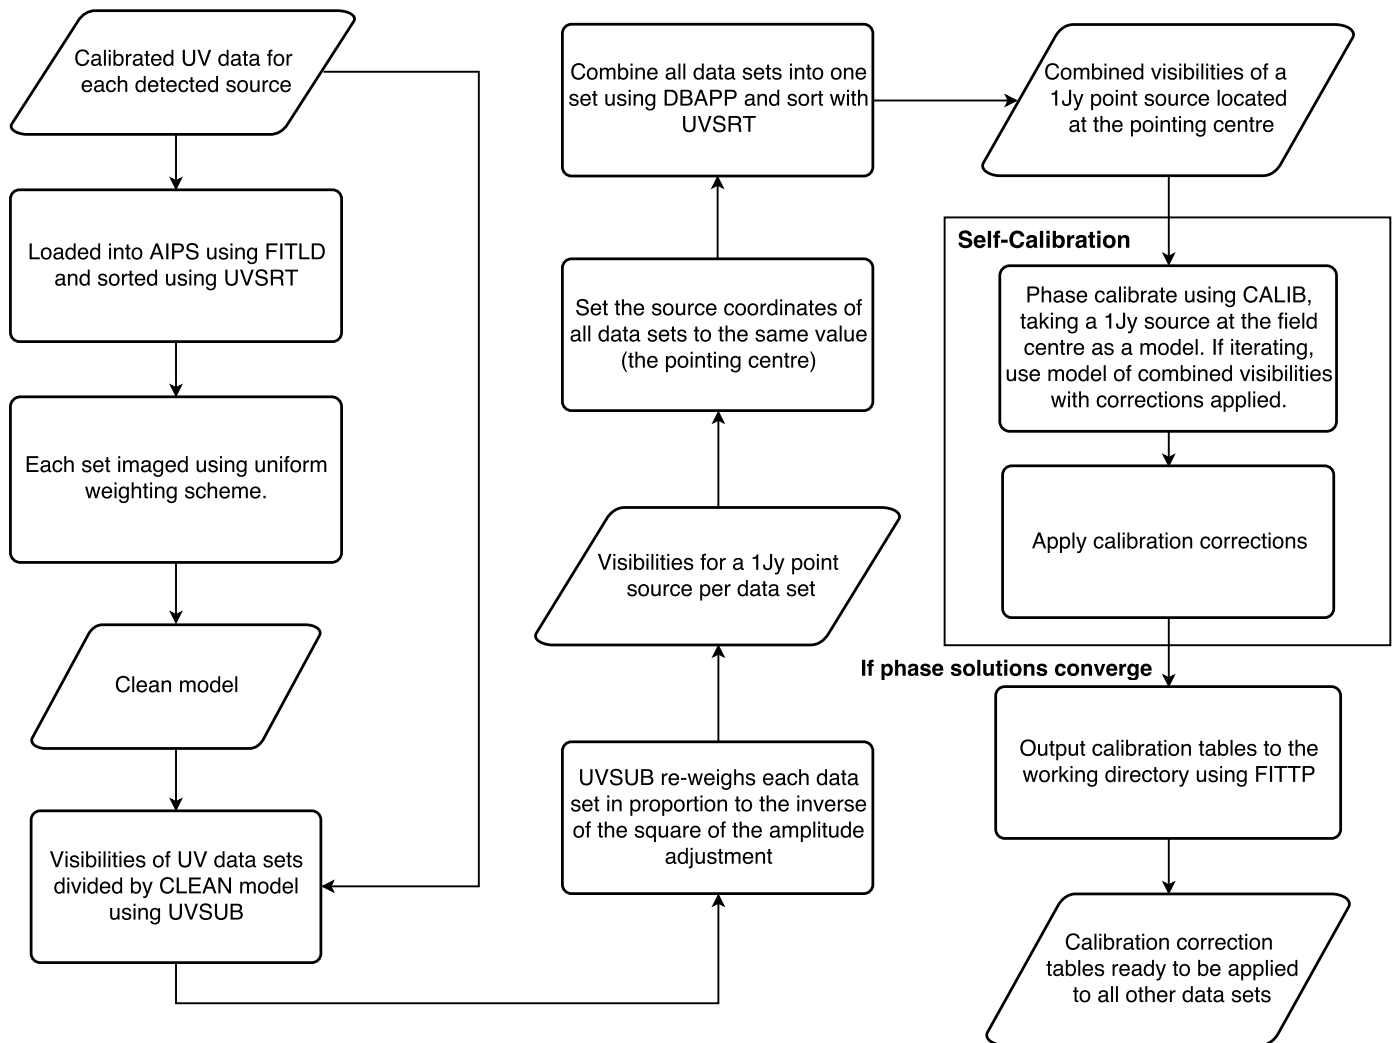 Calibrated UV data for
each detected source
Loaded into AIPS using FITLD
and sorted using UVSRT
Each set imaged using uniform
weighting scheme.
Clean model
Visibilities of UV data sets
divided by CLEAN model
using UVSUB
UVSUB re-weighs each data
set in proportion to the inverse
of the square of the amplitude
adjustment
Visibilities for a 1Jy point
source per data set
Set the source coordinates of
all data sets to the same value
(the pointing centre)
Combine all data sets into one
set using DBAPP and sort with
UVSRT
Combined visibilities of a
1Jy point source located
at the pointing centre
Self-Calibration
Phase calibrate using CALIB,
taking a 1Jy source at the field
centre as a model. If iterating,
use model of combined visibilities
with corrections applied.
Apply calibration corrections
If phase solutions converge
Output calibration tables to the
working directory using FITTP
Calibration correction
tables ready to be applied
to all other data sets